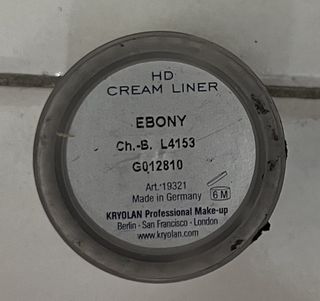 HD
CREAM LINER
EBONY
Ch.-B. L4153
G012810
Art.-19321
Made in Germany
6 M
KRYOLAN Professional Make-up
Berlin - San Francisco - London
www.kryolan.com